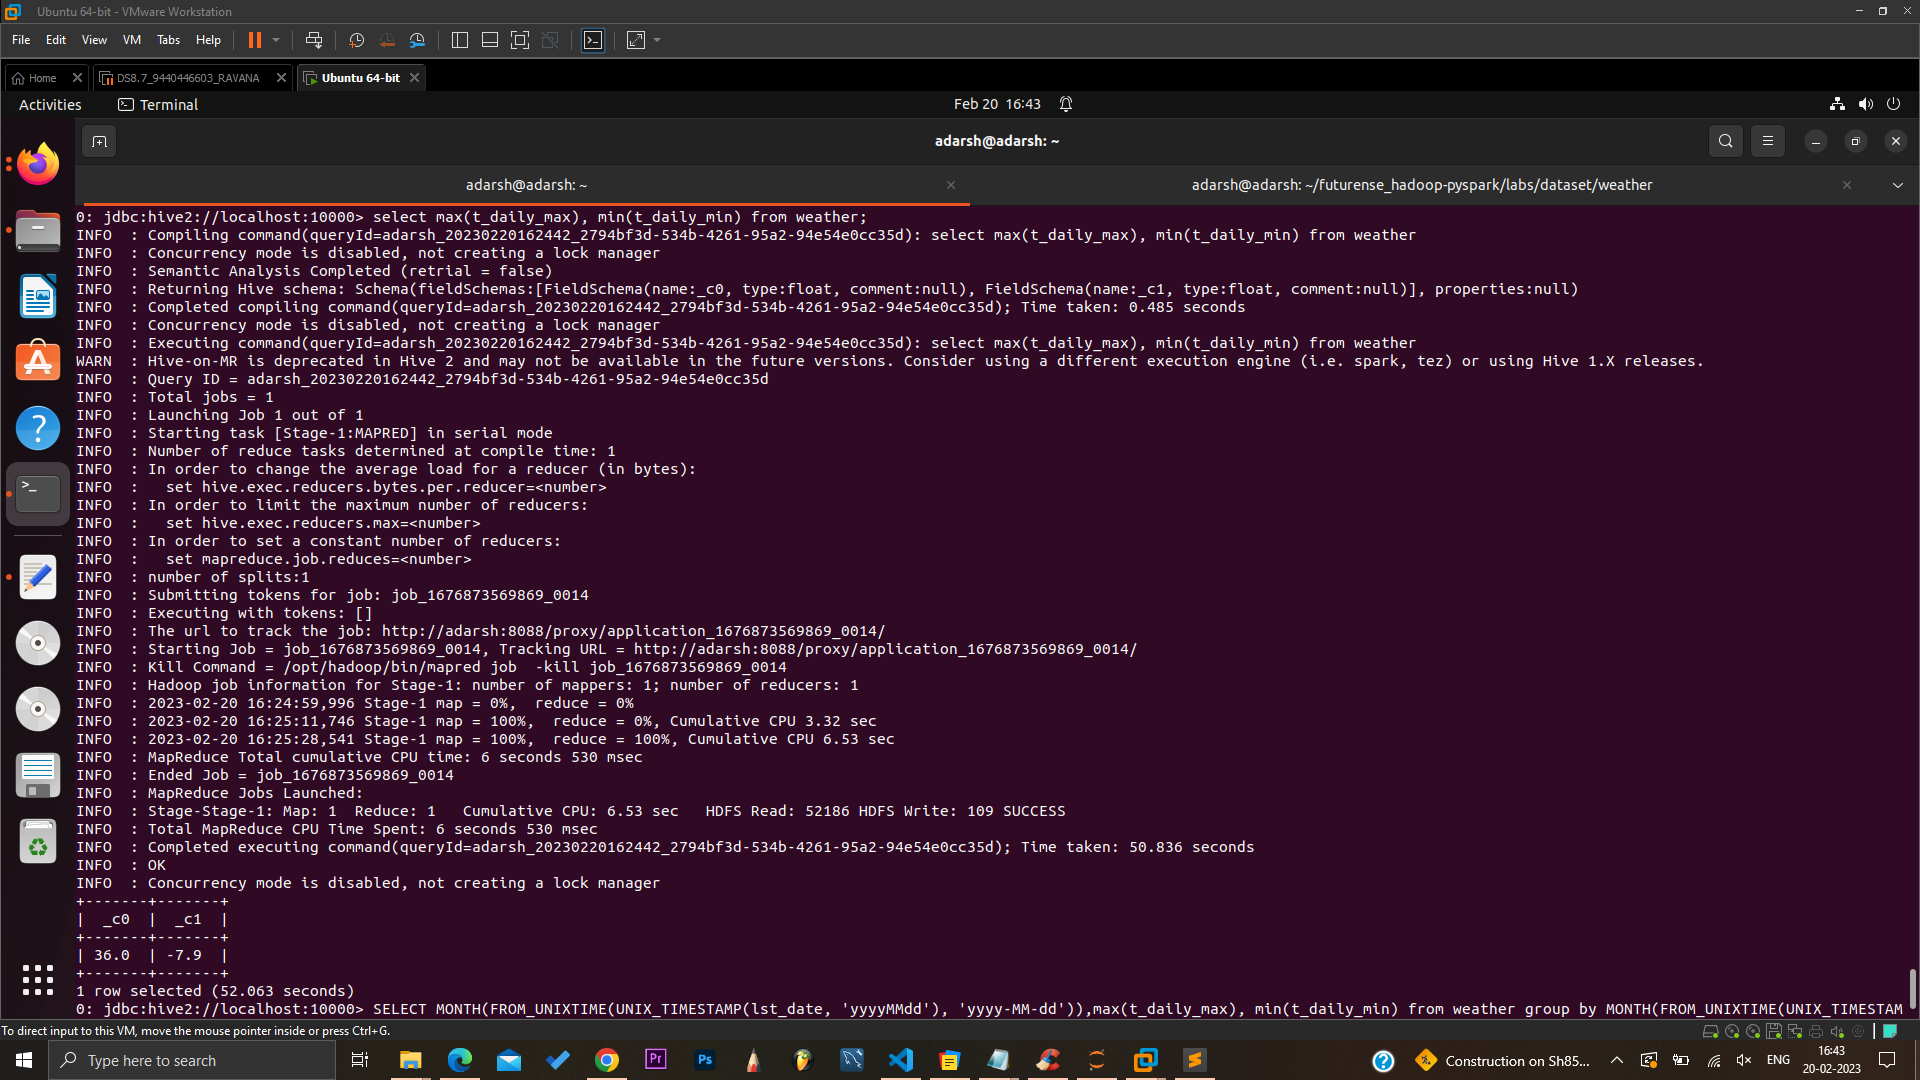 Ubuntu 64-bit - VMware Workstation
File Edit View VM Tabs Help
Home DS8.7_9440446603_RAVANA Ubuntu 64-bit
Activities Terminal Feb 20 16:43
adarsh@adarsh: ~
adarsh@adarsh: ~ adarsh@adarsh: ~/futurense_hadoop-pyspark/labs/dataset/weather
0: jdbc:hive2://localhost:10000> select max(t_daily_max), min(t_daily_min) from weather;
INFO  : Compiling command(queryId=adarsh_20230220162442_2794bf3d-534b-4261-95a2-94e54e0cc35d): select max(t_daily_max), min(t_daily_min) from weather
INFO  : Concurrency mode is disabled, not creating a lock manager
INFO  : Semantic Analysis Completed (retrial = false)
INFO  : Returning Hive schema: Schema(fieldSchemas:[FieldSchema(name:_c0, type:float, comment:null), FieldSchema(name:_c1, type:float, comment:null)], properties:null)
INFO  : Completed compiling command(queryId=adarsh_20230220162442_2794bf3d-534b-4261-95a2-94e54e0cc35d); Time taken: 0.485 seconds
INFO  : Concurrency mode is disabled, not creating a lock manager
INFO  : Executing command(queryId=adarsh_20230220162442_2794bf3d-534b-4261-95a2-94e54e0cc35d): select max(t_daily_max), min(t_daily_min) from weather
WARN  : Hive-on-MR is deprecated in Hive 2 and may not be available in the future versions. Consider using a different execution engine (i.e. spark, tez) or using Hive 1.X releases.
INFO  : Query ID = adarsh_20230220162442_2794bf3d-534b-4261-95a2-94e54e0cc35d
INFO  : Total jobs = 1
INFO  : Launching Job 1 out of 1
INFO  : Starting task [Stage-1:MAPRED] in serial mode
INFO  : Number of reduce tasks determined at compile time: 1
INFO  : In order to change the average load for a reducer (in bytes):
INFO  :   set hive.exec.reducers.bytes.per.reducer=<number>
INFO  : In order to limit the maximum number of reducers:
INFO  :   set hive.exec.reducers.max=<number>
INFO  : In order to set a constant number of reducers:
INFO  :   set mapreduce.job.reduces=<number>
INFO  : number of splits:1
INFO  : Submitting tokens for job: job_1676873569869_0014
INFO  : Executing with tokens: []
INFO  : The url to track the job: http://adarsh:8088/proxy/application_1676873569869_0014/
INFO  : Starting Job = job_1676873569869_0014, Tracking URL = http://adarsh:8088/proxy/application_1676873569869_0014/
INFO  : Kill Command = /opt/hadoop/bin/mapred job  -kill job_1676873569869_0014
INFO  : Hadoop job information for Stage-1: number of mappers: 1; number of reducers: 1
INFO  : 2023-02-20 16:24:59,996 Stage-1 map = 0%,  reduce = 0%
INFO  : 2023-02-20 16:25:11,746 Stage-1 map = 100%,  reduce = 0%, Cumulative CPU 3.32 sec
INFO  : 2023-02-20 16:25:28,541 Stage-1 map = 100%,  reduce = 100%, Cumulative CPU 6.53 sec
INFO  : MapReduce Total cumulative CPU time: 6 seconds 530 msec
INFO  : Ended Job = job_1676873569869_0014
INFO  : MapReduce Jobs Launched:
INFO  : Stage-Stage-1: Map: 1  Reduce: 1   Cumulative CPU: 6.53 sec   HDFS Read: 52186 HDFS Write: 109 SUCCESS
INFO  : Total MapReduce CPU Time Spent: 6 seconds 530 msec
INFO  : Completed executing command(queryId=adarsh_20230220162442_2794bf3d-534b-4261-95a2-94e54e0cc35d); Time taken: 50.836 seconds
INFO  : OK
INFO  : Concurrency mode is disabled, not creating a lock manager
+-------+-------+
|  _c0  |  _c1  |
+-------+-------+
| 36.0  | -7.9  |
+-------+-------+
1 row selected (52.063 seconds)
0: jdbc:hive2://localhost:10000> SELECT MONTH(FROM_UNIXTIME(UNIX_TIMESTAMP(lst_date, 'yyyyMMdd'), 'yyyy-MM-dd')),max(t_daily_max), min(t_daily_min) from weather group by MONTH(FROM_UNIXTIME(UNIX_TIMESTAM
To direct input to this VM, move the mouse pointer inside or press Ctrl+G.
Type here to search Pr Ps Construction on Sh85... ENG 16:43
20-02-2023